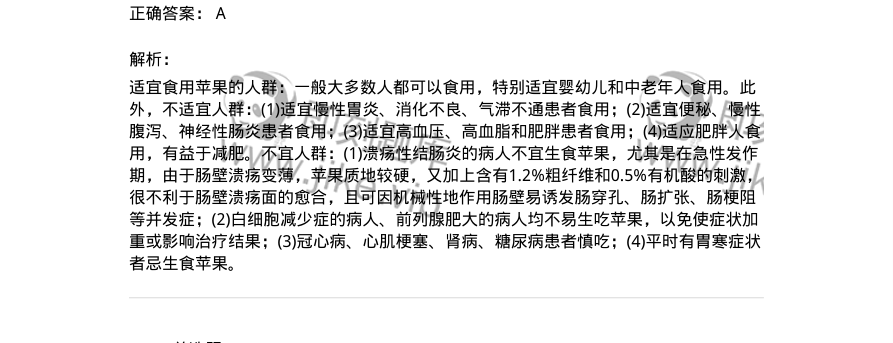 正确答案： A
解析：
适宜食用苹果的人群：一般大多数人都可以食用，特别适宜婴幼儿和中老年人食用。此
外，不适宜人群：(1)适宜慢性胃炎、消化不良、气滞不通患者食用；(2)适宜便秘、慢性
腹泻、神经性肠炎患者食用；(3)适宜高血压、高血脂和肥胖患者食用；(4)适应肥胖人食
用，有益于减肥。不宜人群：(1)溃疡性结肠炎的病人不宜生食苹果，尤其是在急性发作
期，由于肠壁溃疡变薄，苹果质地较硬，又加上含有1.2%粗纤维和0.5%有机酸的刺激，
很不利于肠壁溃疡面的愈合，且可因机械性地作用肠壁易诱发肠穿孔、肠扩张、肠梗阻
等并发症；(2)白细胞减少症的病人、前列腺肥大的病人均不易生吃苹果，以免使症状加
重或影响治疗结果；(3)冠心病、心肌梗塞、肾病、糖尿病患者慎吃；(4)平时有胃寒症状
者忌生食苹果。